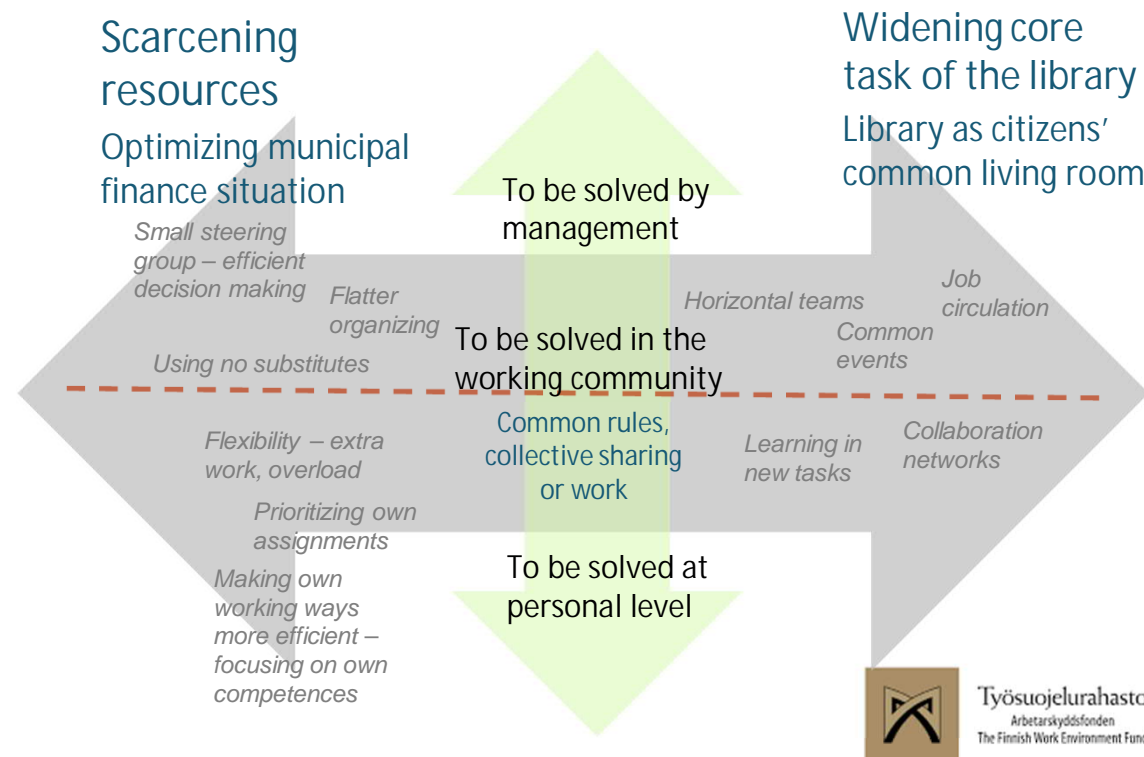 Scarcening
resources
Optimizing municipal
finance situation
Widening core
task of the library
Library as citizens'
common living room
To be solved by
management
Small steering
group – efficient
decision making
Flatter
organizing
Using no substitutes
Horizontal teams
Job
circulation
Common
events
To be solved in the
working community
Common rules,
collective sharing
or work
Flexibility – extra
work, overload
Prioritizing own
assignments
Making own
working ways
more efficient –
focusing on own
competences
Learning in
new tasks
Collaboration
networks
To be solved at
personal level
Työsuojelurahasto
Arbetarskyddsfonden
The Finnish Work Environment Fund